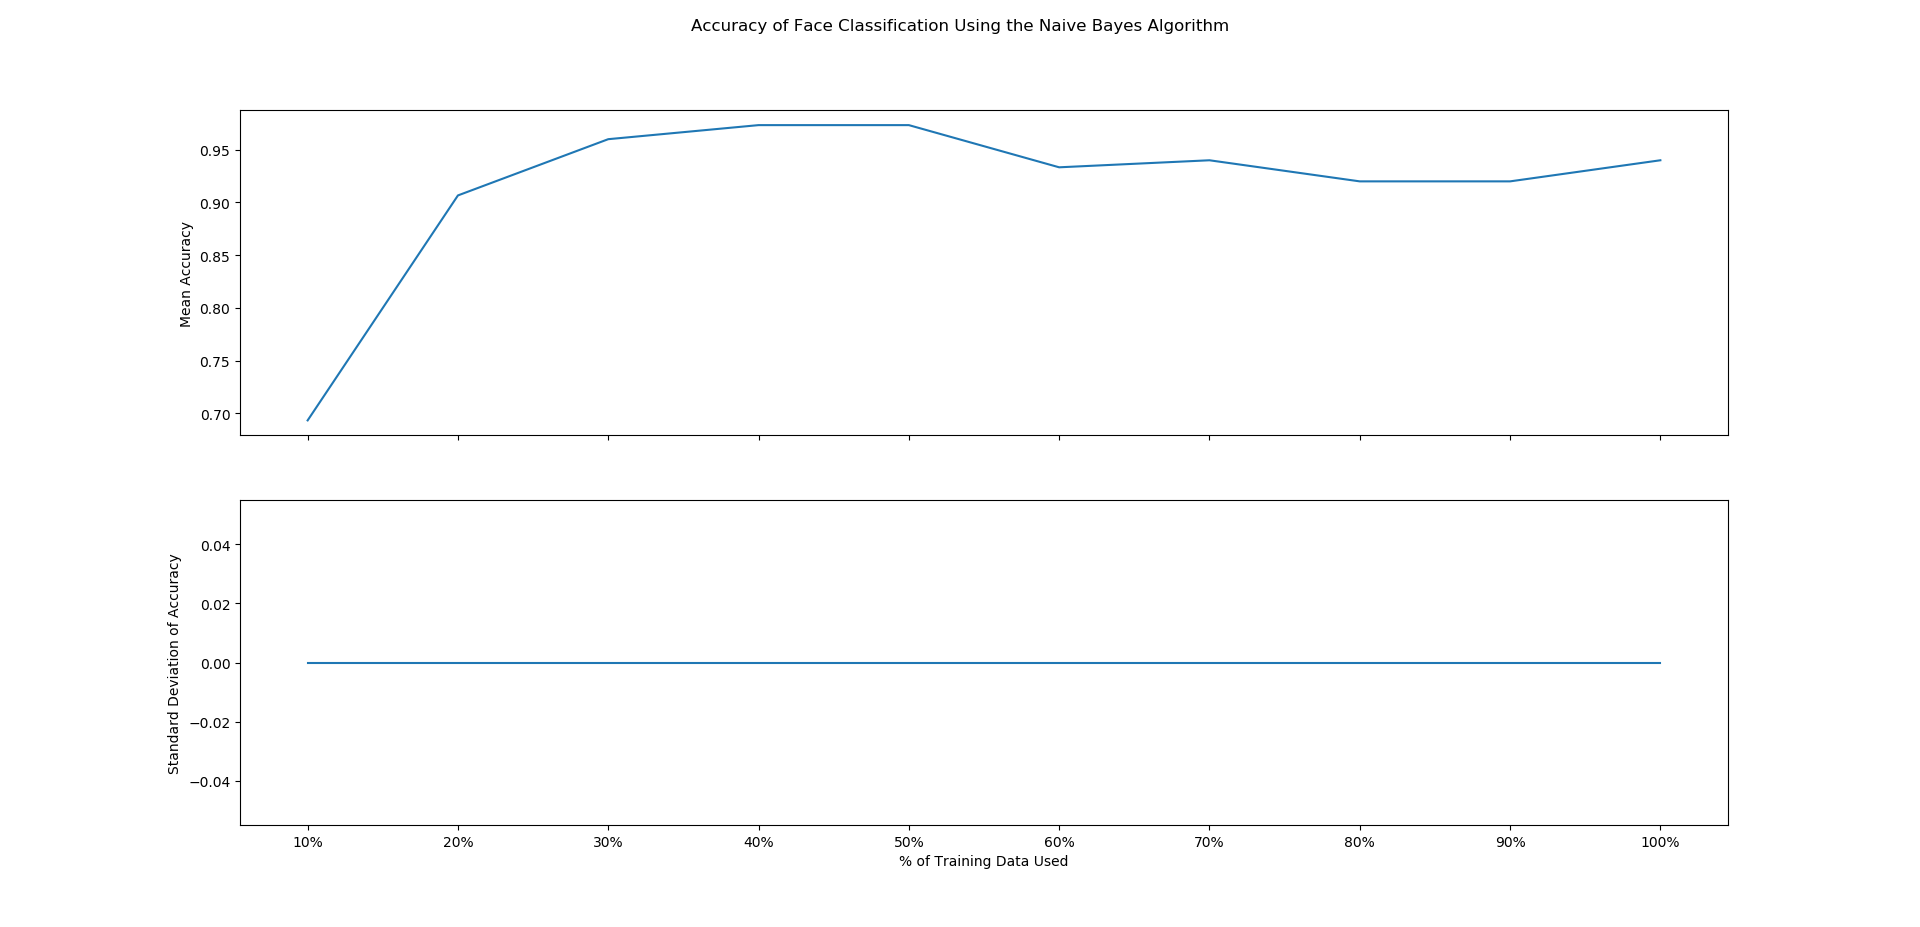 Accuracy of Face Classification Using the Naive Bayes Algorithm
Mean Accuracy
0.95
0.90
0.85
0.80
0.75
0.70
Standard Deviation of Accuracy
0.04
0.02
0.00
−0.02
−0.04
10% 20% 30% 40% 50% 60% 70% 80% 90% 100%
% of Training Data Used